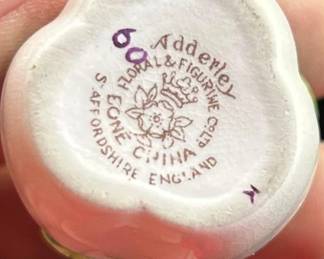 60
Adderley
FLORAL & FIGURINE CO LTD
BONE CHINA
STAFFORDSHIRE ENGLAND
K